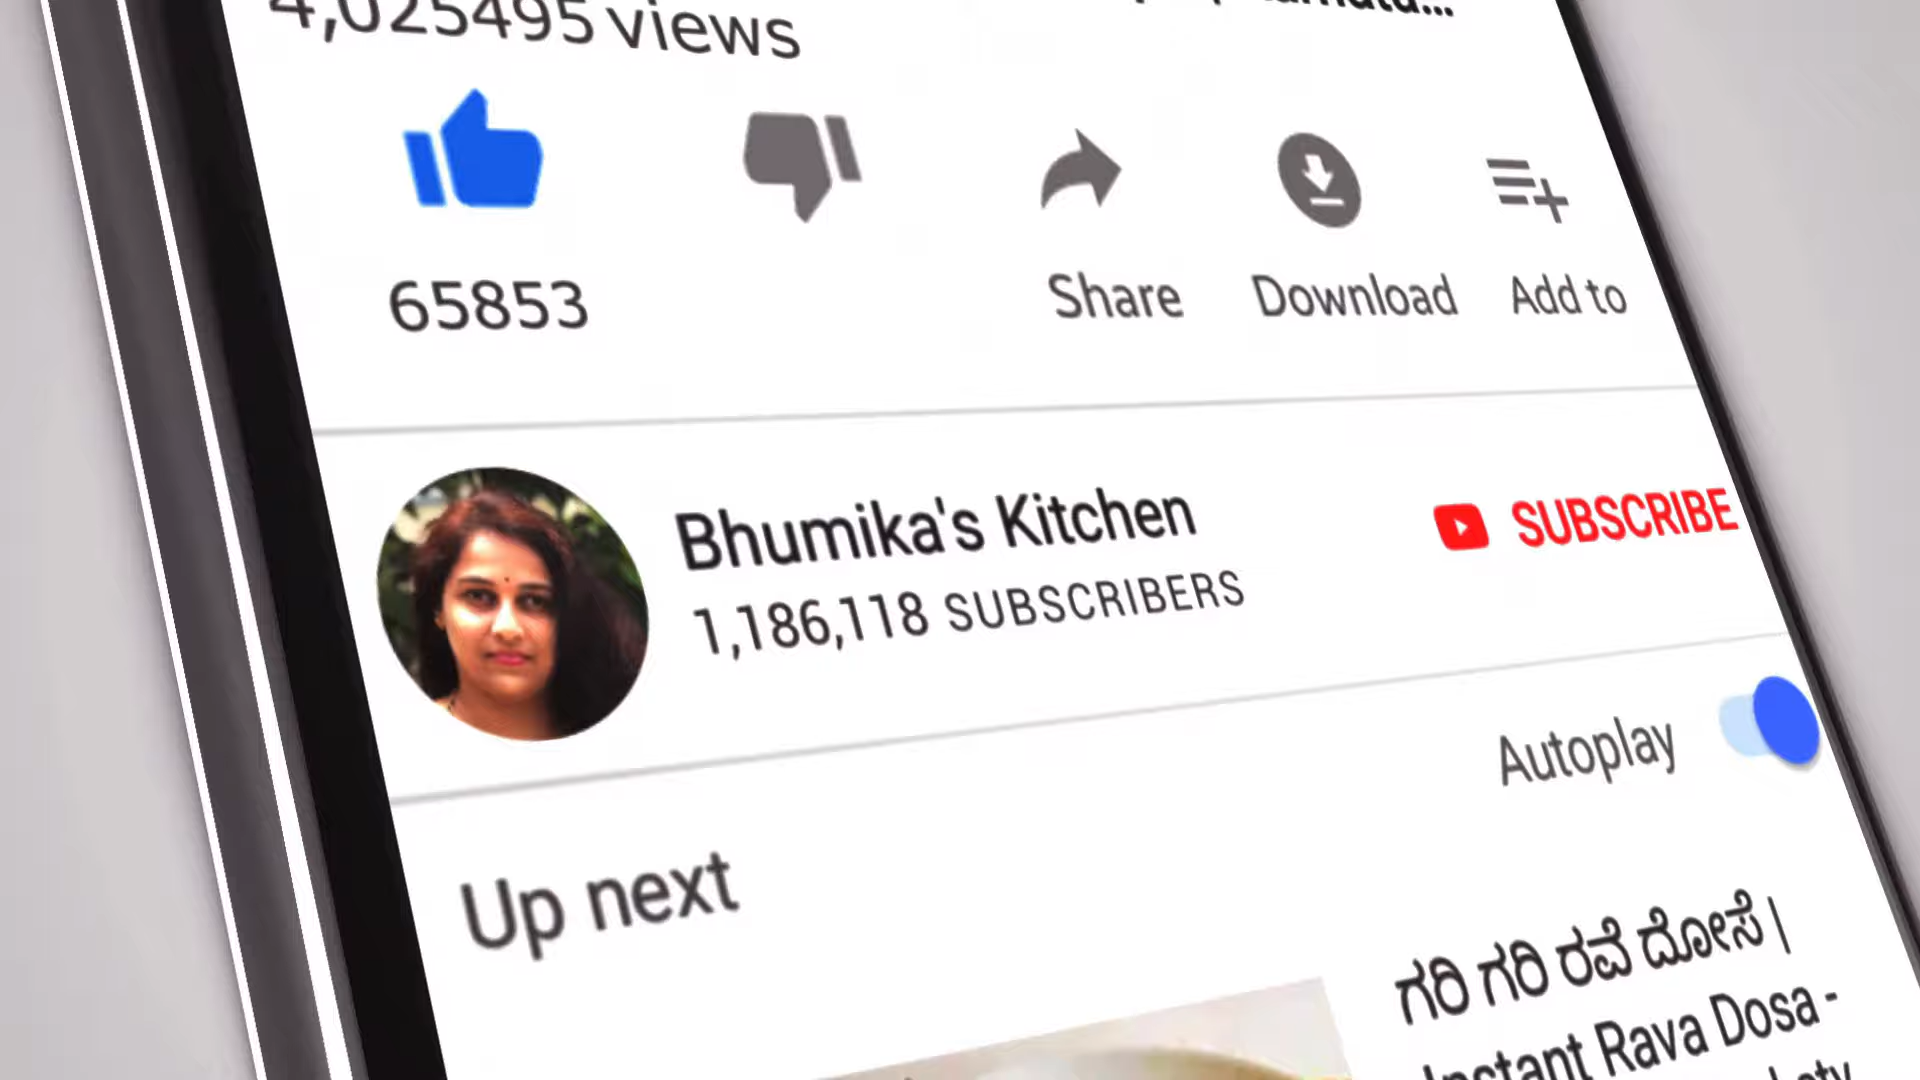 4,025495 views
65853
Share
Download
Add to
Bhumika's Kitchen
1,186,118 SUBSCRIBERS
SUBSCRIBE
Autoplay
Up next
ಗರಿ ಗರಿ ರವೆ ದೋಸೆ |
Instant Rava Dosa -